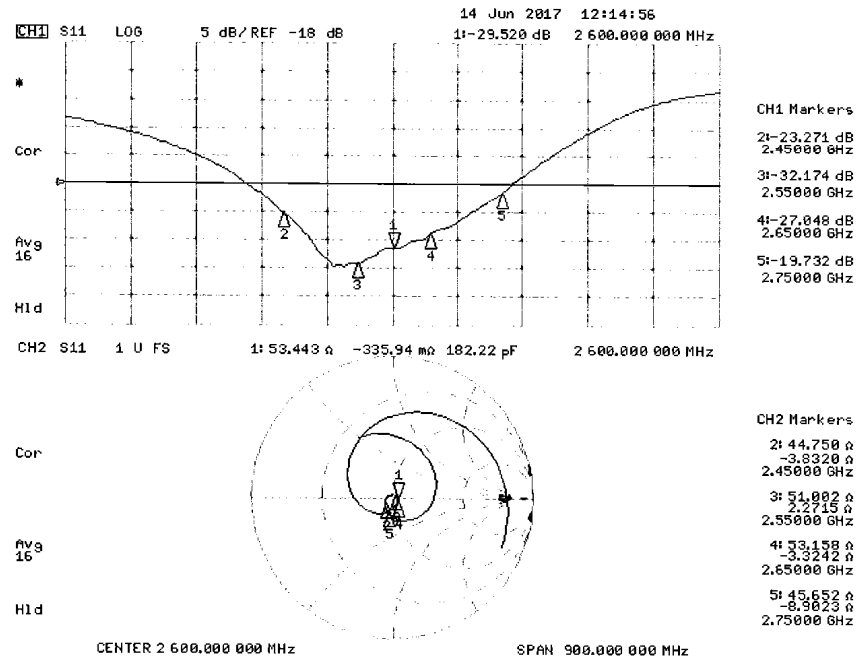 14 Jun 2017 12:14:56
CH1 S11 LOG 5 dB/REF -18 dB 1:-29.520 dB 2 600.000 000 MHz
*
CH1 Markers
2:-23.271 dB
2.45000 GHz
Cor
3:-32.174 dB
2.55000 GHz
4:-27.048 dB
2.65000 GHz
5:-19.732 dB
2.75000 GHz
Avg
16
Hld
1
2
3
4
5
CH2 S11 1 U FS 1: 53.443 Ω -335.94 mΩ 182.22 pF 2 600.000 000 MHz
CH2 Markers
2: 44.750 Ω
-3.8320 Ω
2.45000 GHz
Cor
3: 51.002 Ω
2.2715 Ω
2.55000 GHz
4: 53.158 Ω
-3.3242 Ω
2.65000 GHz
Avg
16
5: 45.652 Ω
-8.9023 Ω
2.75000 GHz
Hld
1
5
CENTER 2 600.000 000 MHz SPAN 900.000 000 MHz